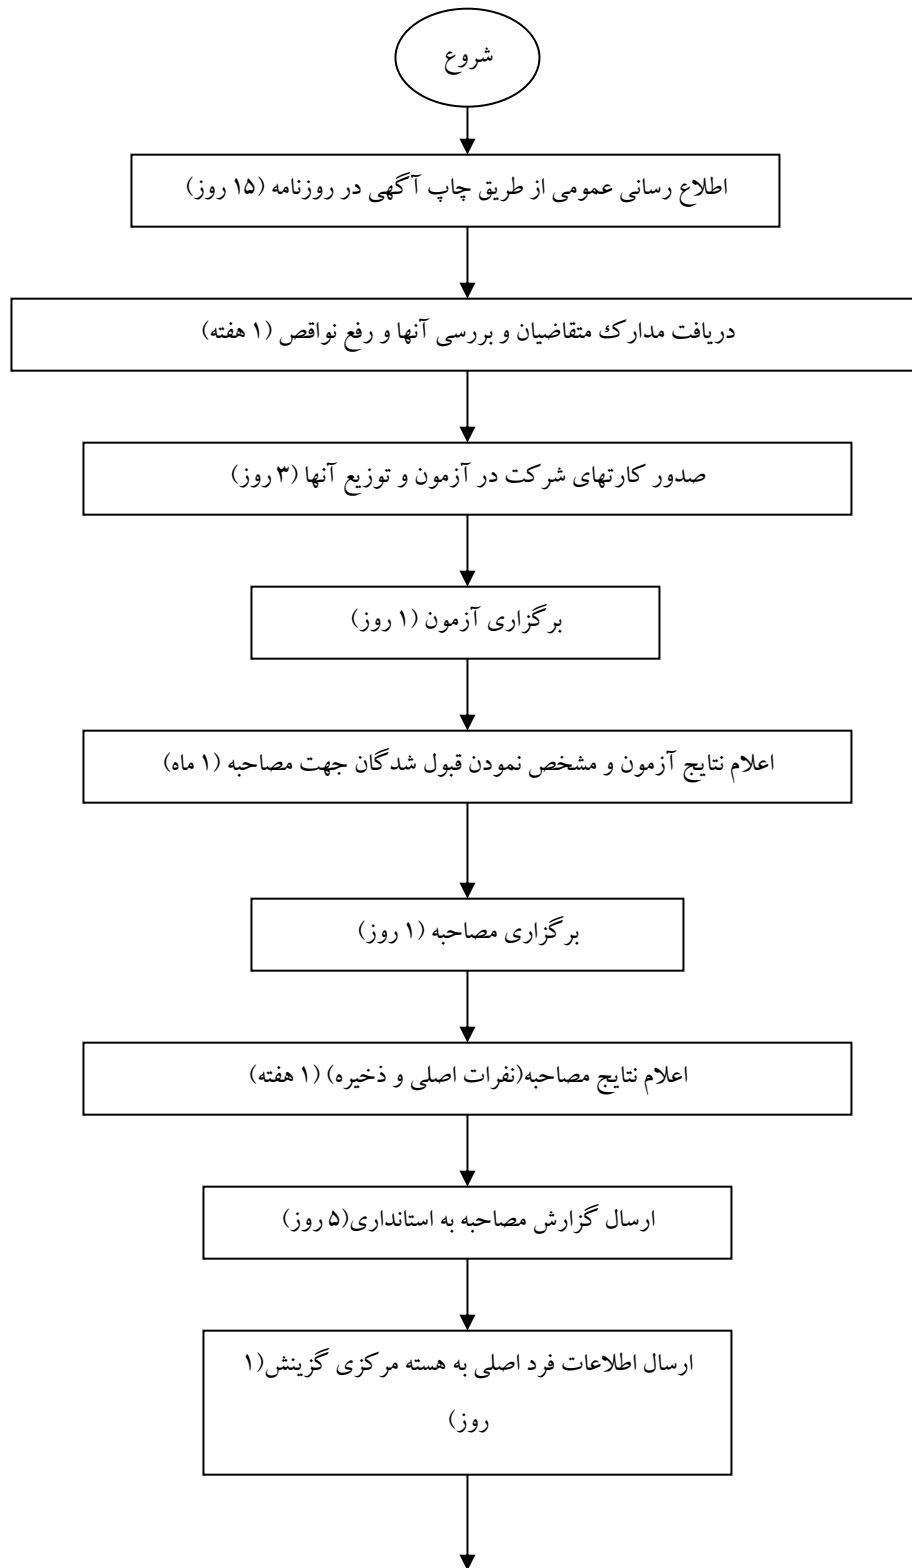 شروع
اطلاع رسانی عمومی از طریق چاپ آگهی در روزنامه (۱۵ روز)
دریافت مدارک متقاضیان و بررسی آنها و رفع نواقص (۱ هفته)
صدور کارتهای شرکت در آزمون و توزیع آنها (۳ روز)
برگزاری آزمون (۱ روز)
اعلام نتایج آزمون و مشخص نمودن قبول شدگان جهت مصاحبه (۱ ماه)
برگزاری مصاحبه (۱ روز)
اعلام نتایج مصاحبه(نفرات اصلی و ذخیره) (۱ هفته)
ارسال گزارش مصاحبه به استانداری(۵ روز)
ارسال اطلاعات فرد اصلی به هسته مرکزی گزینش(۱
روز)